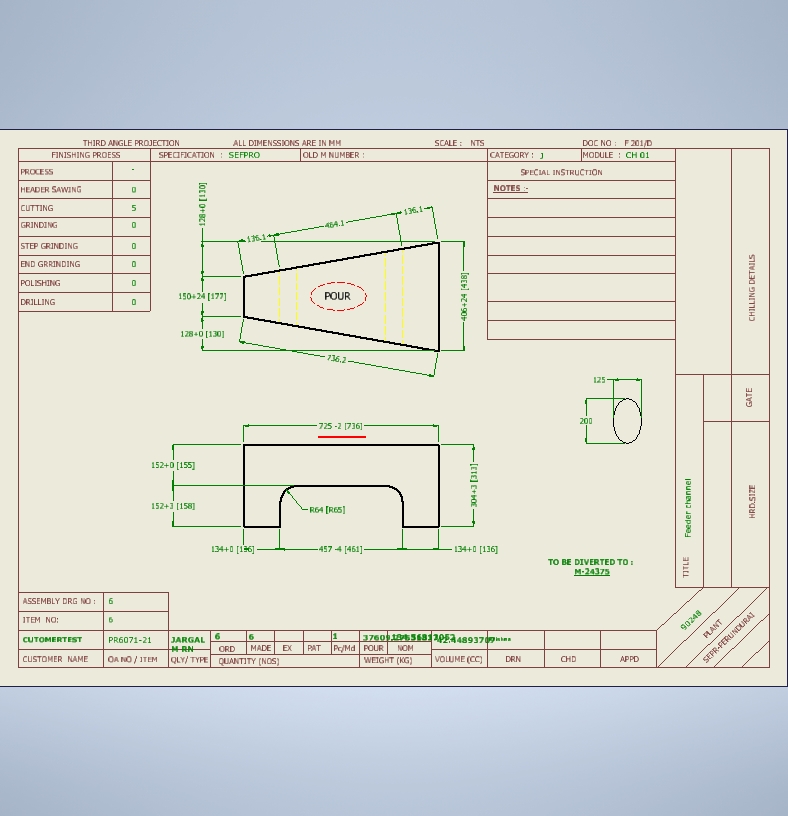 THIRD ANGLE PROJECTION ALL DIMENSSIONS ARE IN MM SCALE : NTS DOC NO : F 201/D
FINISHING PROESS SPECIFICATION : SEFPRO OLD M NUMBER : CATEGORY : J MODULE : CH 01
PROCESS -
HEADER SAWING 0
CUTTING 5
GRINDING 0
STEP GRINDING 0
END GRRINDING 0
POLISHING 0
DRILLING 0
SPECIAL INSTRUCTION
NOTES :-
CHILLING DETAILS
GATE
HRD.SIZE
TITLE Feeder channel
128+0 [130]
136.1
464.1
136.1
150+24 [177]
POUR
406+24 [438]
128+0 [130]
736.2
125
200
725 -2 [736]
152+0 [155]
304+3 [313]
152+3 [158]
R64 [R65]
134+0 [136] 457 -4 [461] 134+0 [136]
TO BE DIVERTED TO :
M-24375
ASSEMBLY DRG NO : 6
ITEM NO: 6
CUTOMERTEST PR6071-21 JARGAL M RN 6 6 1
ORD MADE EX PAT Pc/Md POUR NOM
CUSTOMER NAME OA NO / ITEM QLY/ TYPE QUANTITY (NOS) WEIGHT (KG) VOLUME (CC) DRN CHD APPD
90248
PLANT
SEPR-PERUNDURAI